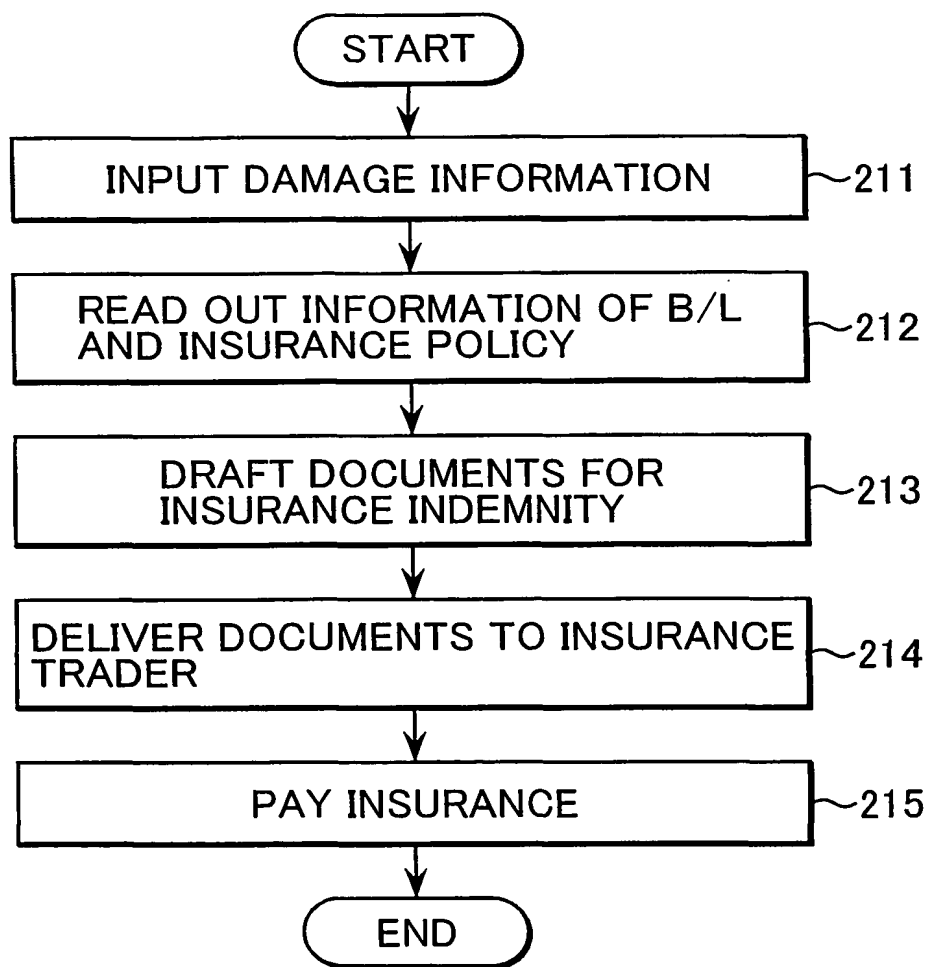 START
INPUT DAMAGE INFORMATION
211
READ OUT INFORMATION OF B/L
AND INSURANCE POLICY
212
DRAFT DOCUMENTS FOR
INSURANCE INDEMNITY
213
DELIVER DOCUMENTS TO INSURANCE
TRADER
214
PAY INSURANCE
215
END